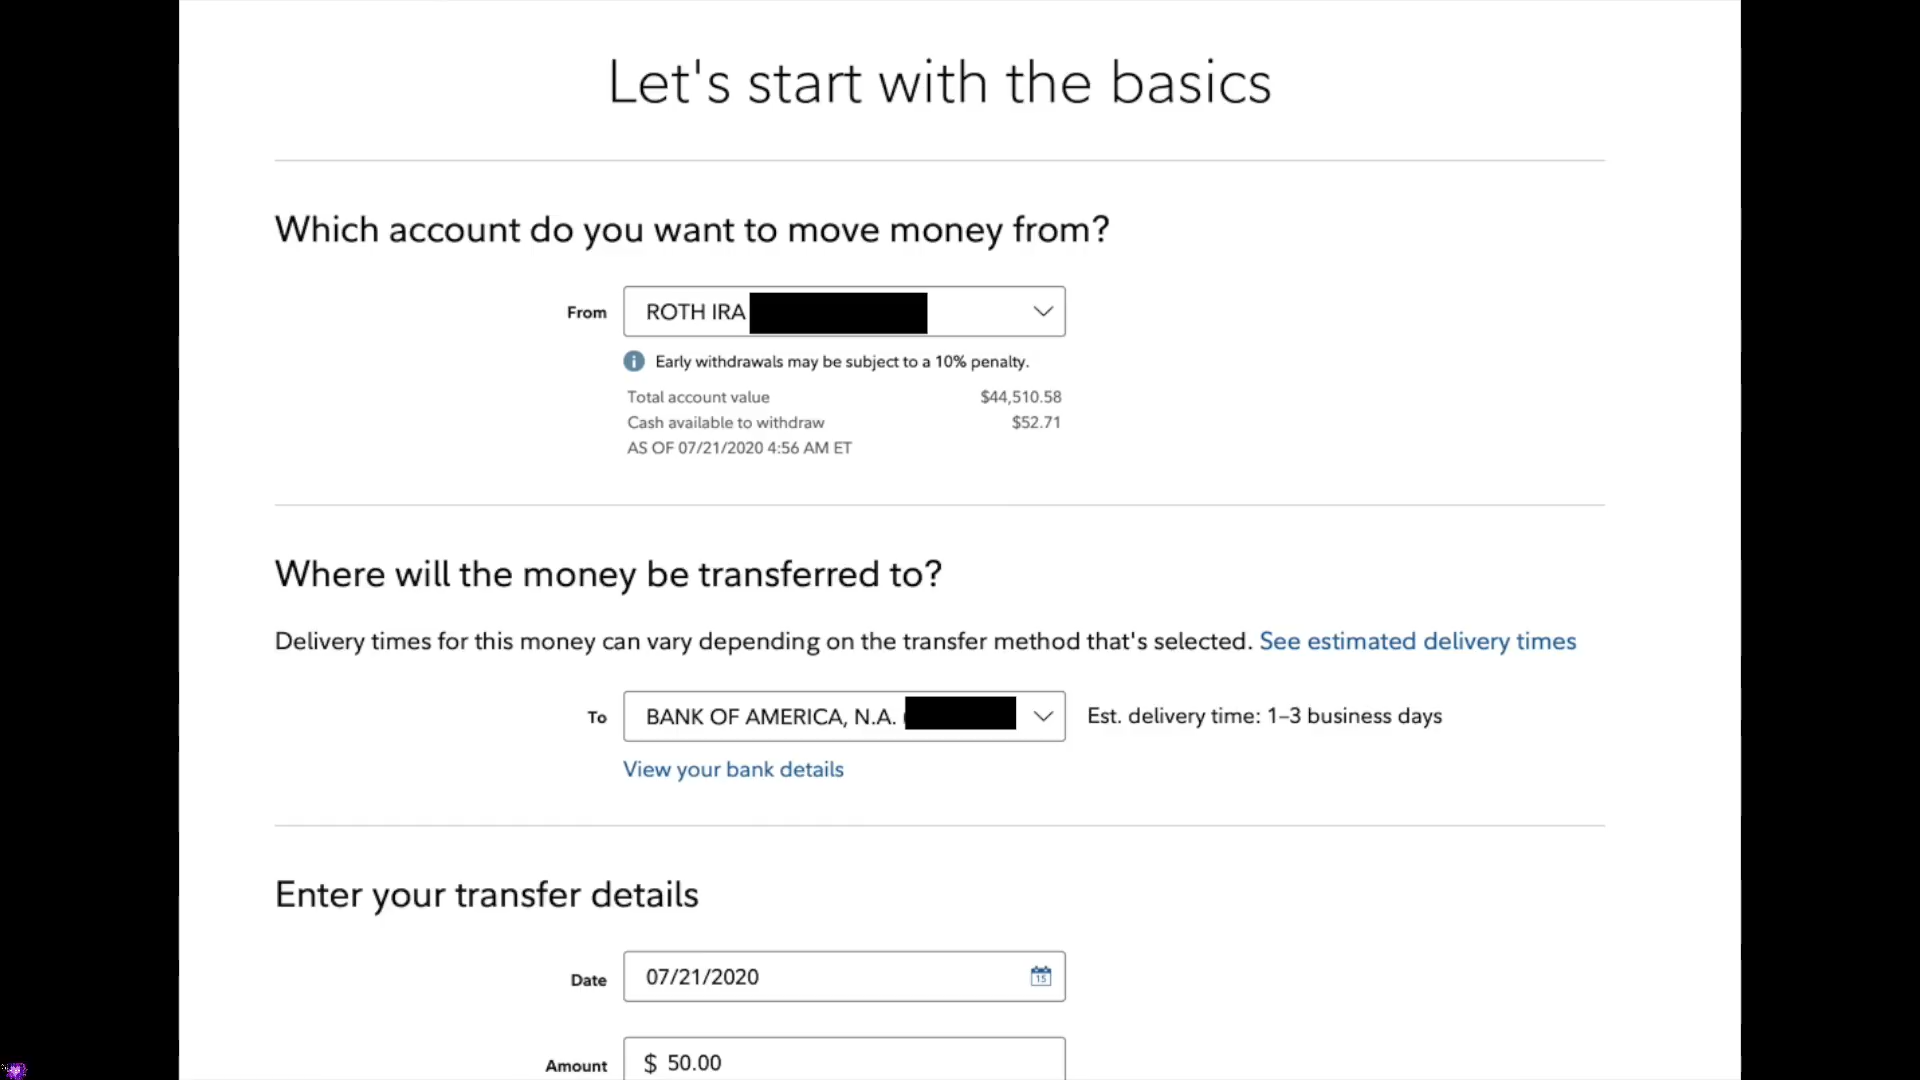 Let's start with the basics
Which account do you want to move money from?
From ROTH IRA
Early withdrawals may be subject to a 10% penalty.
Total account value $44,510.58
Cash available to withdraw $52.71
AS OF 07/21/2020 4:56 AM ET
Where will the money be transferred to?
Delivery times for this money can vary depending on the transfer method that's selected. See estimated delivery times
To BANK OF AMERICA, N.A. Est. delivery time: 1–3 business days
View your bank details
Enter your transfer details
Date 07/21/2020 15
Amount $ 50.00